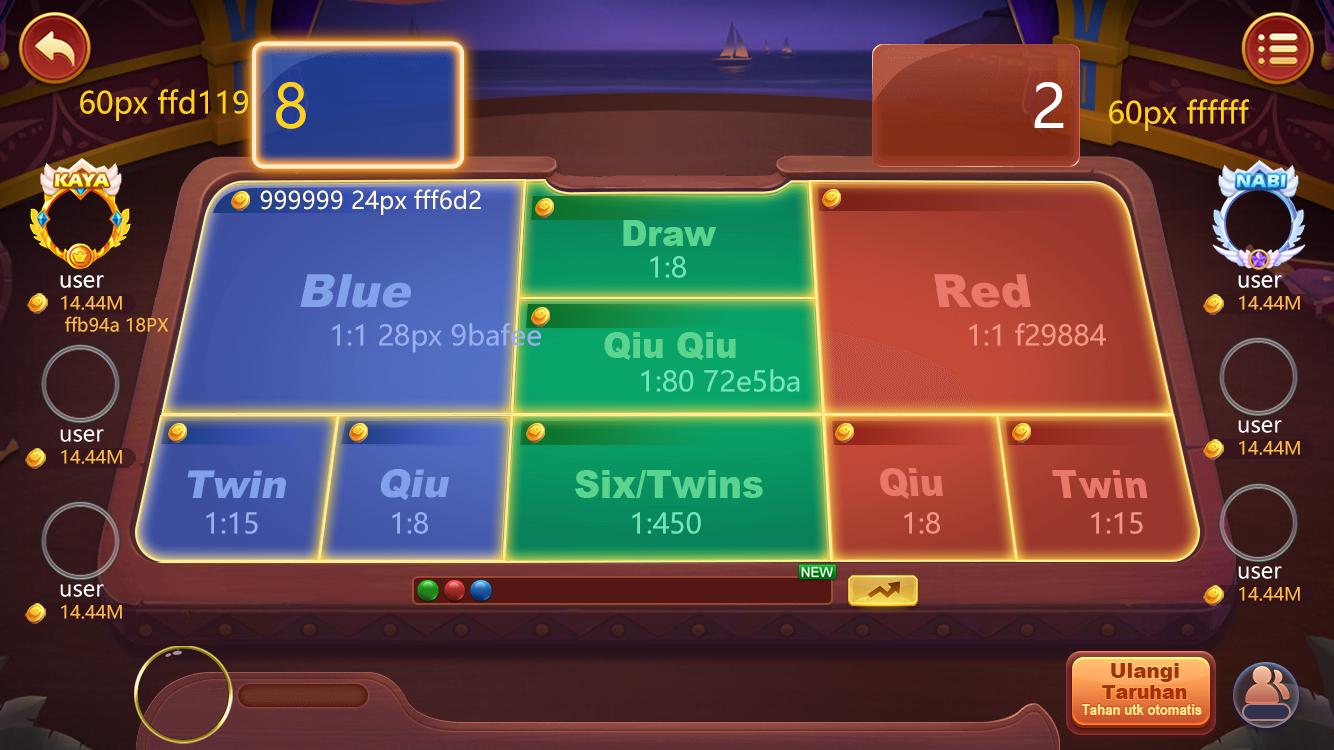 60px ffd119
8
2
60px ffffff
KAYA
user
14.44M
ffb94a 18PX
user
14.44M
user
14.44M
999999 24px fff6d2
Blue
1:1 28px 9bafee
Draw
1:8
Qiu Qiu
1:80 72e5ba
Red
1:1 f29884
Twin
1:15
Qiu
1:8
Six/Twins
1:450
Qiu
1:8
Twin
1:15
NABI
user
14.44M
user
14.44M
user
14.44M
NEW
Ulangi
Taruhan
Tahan utk otomatis